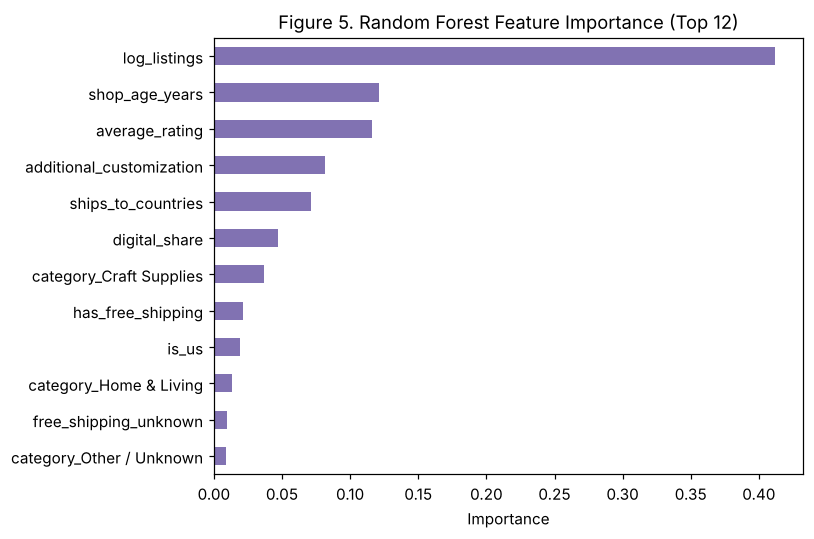 Figure 5. Random Forest Feature Importance (Top 12)
log_listings
shop_age_years
average_rating
additional_customization
ships_to_countries
digital_share
category_Craft Supplies
has_free_shipping
is_us
category_Home & Living
free_shipping_unknown
category_Other / Unknown
0.00 0.05 0.10 0.15 0.20 0.25 0.30 0.35 0.40
Importance